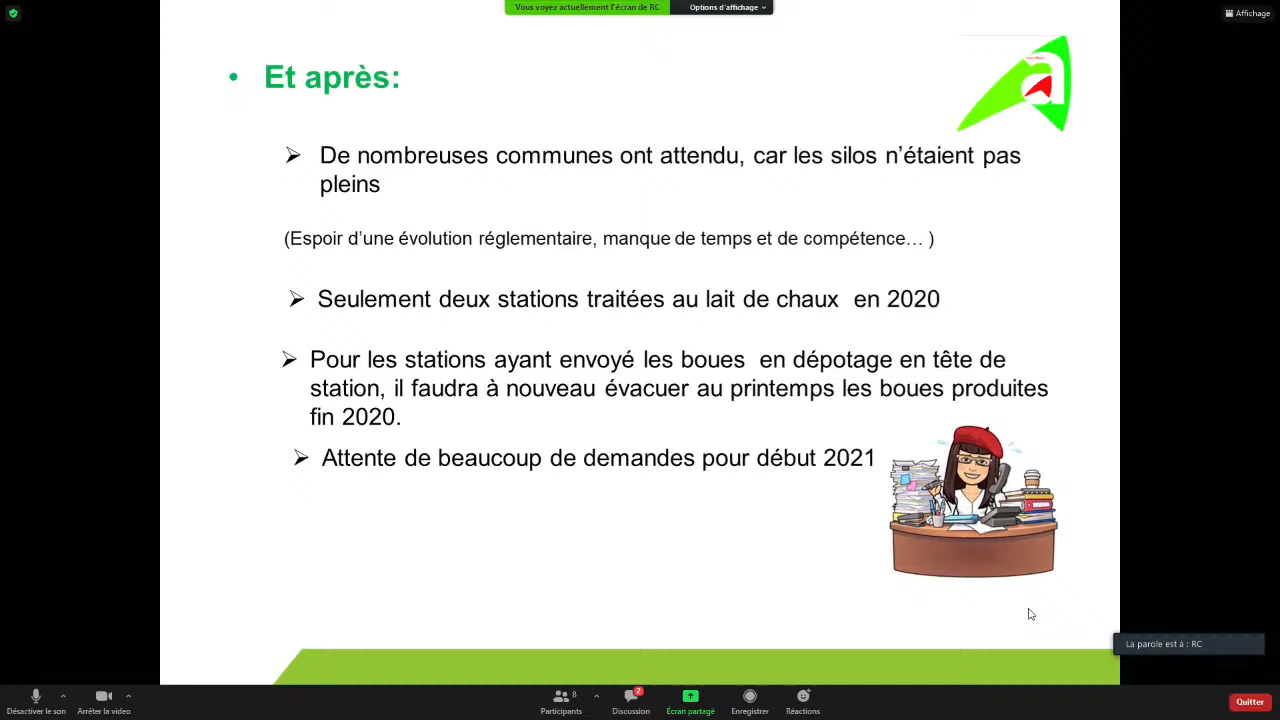 Vous voyez actuellement l'écran de RC
Options d'affichage
Affichage
• Et après:
➢ De nombreuses communes ont attendu, car les silos n'étaient pas
pleins
(Espoir d'une évolution réglementaire, manque de temps et de compétence… )
➢ Seulement deux stations traitées au lait de chaux en 2020
➢ Pour les stations ayant envoyé les boues en dépotage en tête de
station, il faudra à nouveau évacuer au printemps les boues produites
fin 2020.
➢ Attente de beaucoup de demandes pour début 2021
La parole est à : RC
Désactiver le son
Arrêter la video
8
Participants
2
Discussion
Écran partagé
Enregistrer
Réactions
Quitter